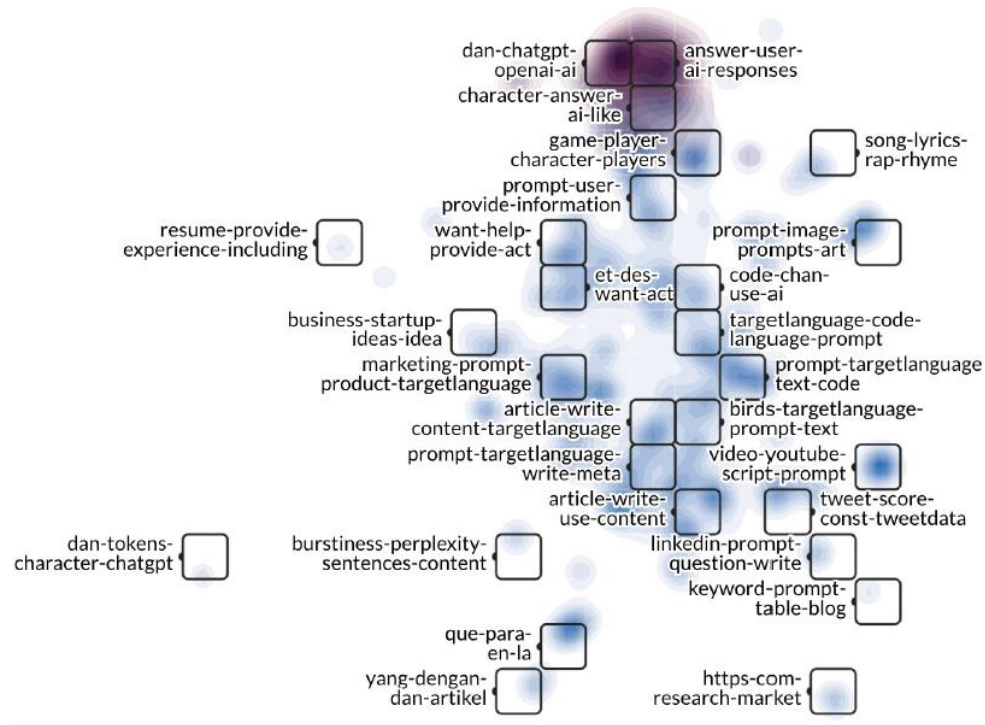 dan-chatgpt-
openai-ai
answer-user-
ai-responses
character-answer-
ai-like
game-player-
character-players
song-lyrics-
rap-rhyme
prompt-user-
provide-information
resume-provide-
experience-including
want-help-
provide-act
prompt-image-
prompts-art
et-des-
want-act
code-chan-
use-ai
business-startup-
ideas-idea
targetlanguage-code-
language-prompt
marketing-prompt-
product-targetlanguage
prompt-targetlanguage
text-code
article-write-
content-targetlanguage
birds-targetlanguage-
prompt-text
prompt-targetlanguage-
write-meta
video-youtube-
script-prompt
article-write-
use-content
tweet-score-
const-tweetdata
dan-tokens-
character-chatgpt
burstiness-perplexity-
sentences-content
linkedin-prompt-
question-write
keyword-prompt-
table-blog
que-para-
en-la
yang-dengan-
dan-artikel
https-com-
research-market